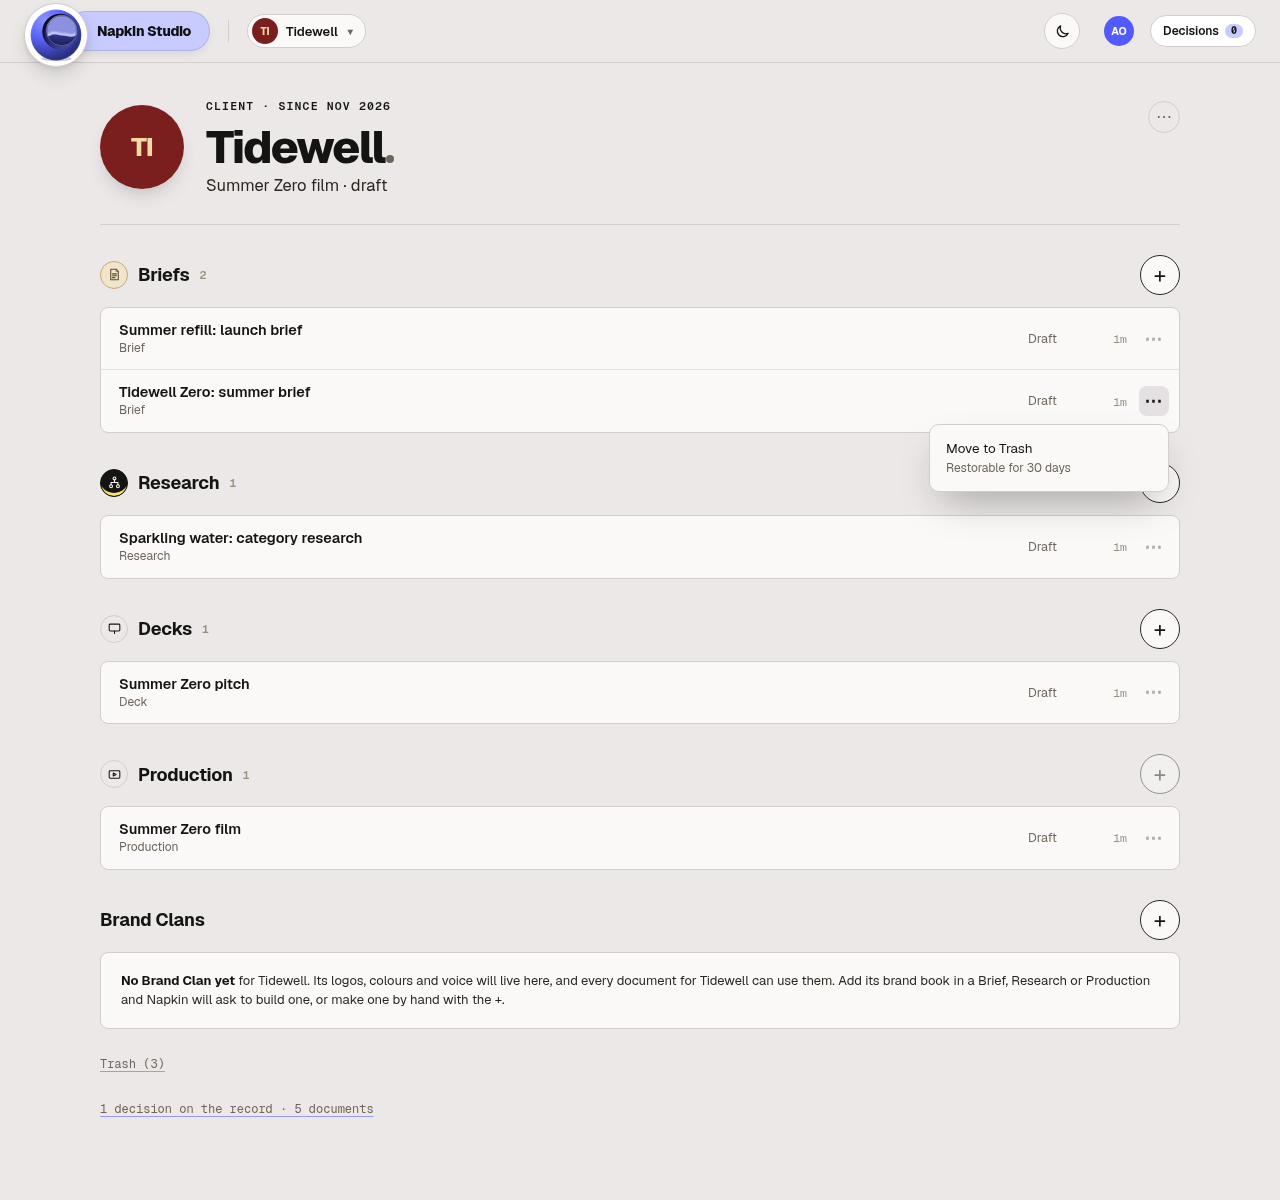 Napkin Studio
TI
Tidewell ▾
AO
Decisions 0
TI
CLIENT · SINCE NOV 2026
Tidewell.
Summer Zero film · draft
···
Briefs 2
+
Summer refill: launch brief
Brief
Draft
1m
···
Tidewell Zero: summer brief
Brief
Draft
1m
···
Move to Trash
Restorable for 30 days
Research 1
Sparkling water: category research
Research
Draft
1m
···
Decks 1
+
Summer Zero pitch
Deck
Draft
1m
···
Production 1
+
Summer Zero film
Production
Draft
1m
···
Brand Clans
+
No Brand Clan yet for Tidewell. Its logos, colours and voice will live here, and every document for Tidewell can use them. Add its brand book in a Brief, Research or Production
and Napkin will ask to build one, or make one by hand with the +.
Trash (3)
1 decision on the record · 5 documents